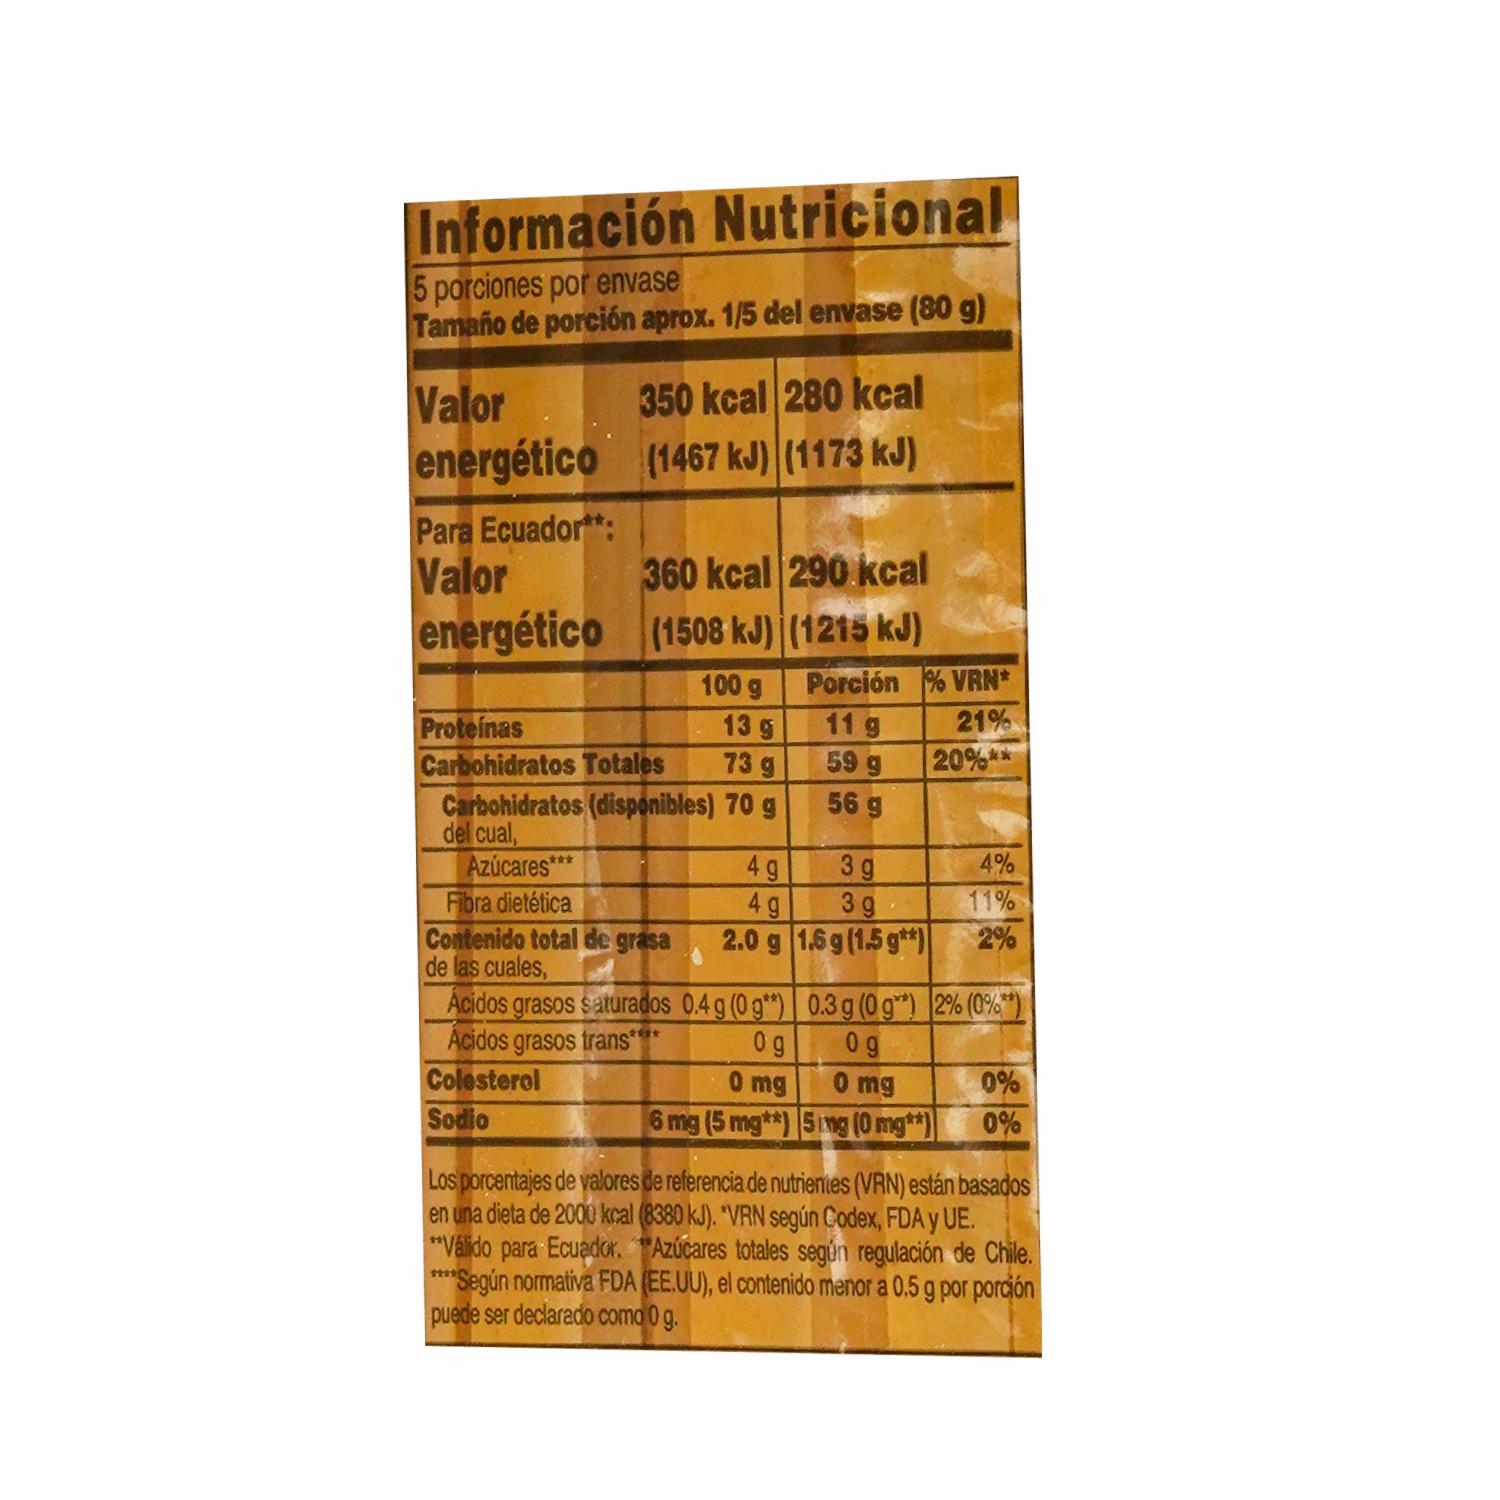 Información Nutricional
5 porciones por envase
Tamaño de porción aprox. 1/5 del envase (80 g)
Valor 350 kcal 280 kcal
energético (1467 kJ) (1173 kJ)
Para Ecuador**:
Valor 360 kcal 290 kcal
energético (1508 kJ) (1215 kJ)
100 g Porción % VRN*
Proteínas 13 g 11 g 21%
Carbohidratos Totales 73 g 59 g 20%**
Carbohidratos (disponibles) 70 g 56 g
del cual,
Azúcares*** 4 g 3 g 4%
Fibra dietética 4 g 3 g 11%
Contenido total de grasa 2.0 g 1.6 g (1.5 g**) 2%
de las cuales,
Ácidos grasos saturados 0.4 g (0 g**) 0.3 g (0 g**) 2% (0%**)
Ácidos grasos trans**** 0 g 0 g
Colesterol 0 mg 0 mg 0%
Sodio 6 mg (5 mg**) 5 mg (0 mg**) 0%
Los porcentajes de valores de referencia de nutrientes (VRN) están basados
en una dieta de 2000 kcal (8380 kJ). *VRN según Codex, FDA y UE.
**Válido para Ecuador. ***Azúcares totales según regulación de Chile.
****Según normativa FDA (EE.UU), el contenido menor a 0.5 g por porción
puede ser declarado como 0 g.